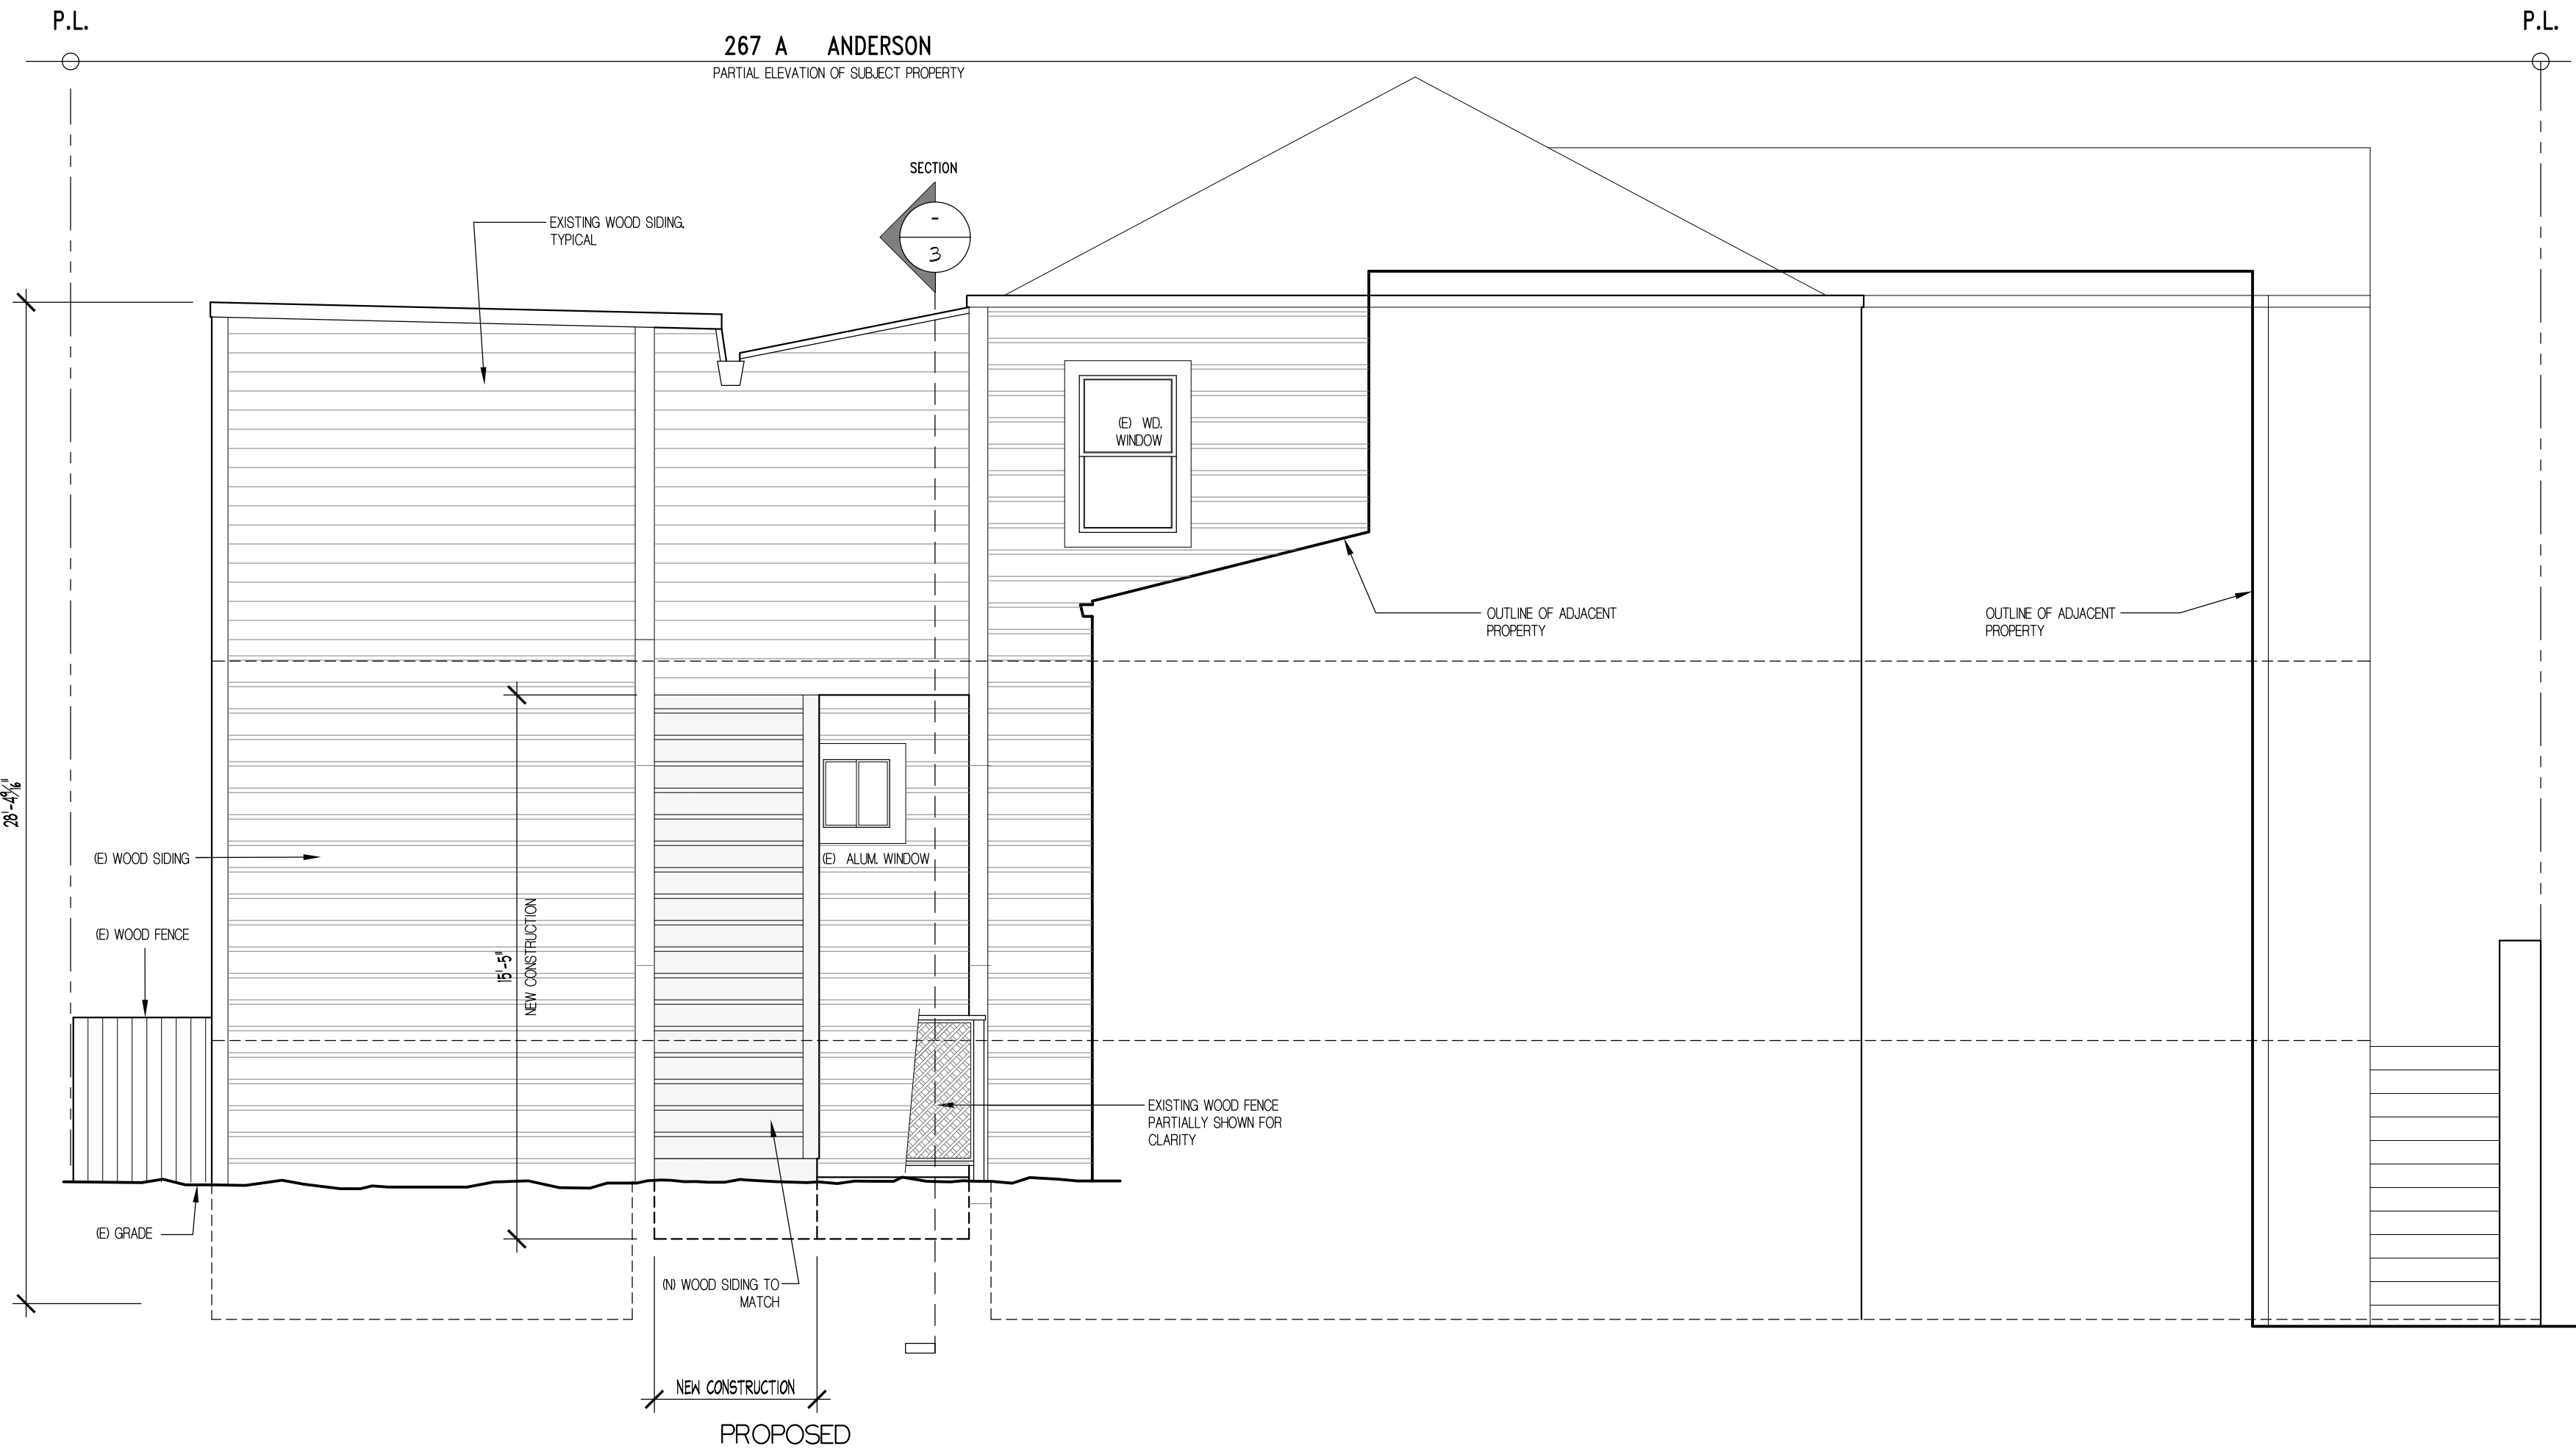 P.L.
P.L.
267 A ANDERSON
PARTIAL ELEVATION OF SUBJECT PROPERTY
SECTION
-
3
EXISTING WOOD SIDING,
TYPICAL
(E) WD.
WINDOW
OUTLINE OF ADJACENT
PROPERTY
OUTLINE OF ADJACENT
PROPERTY
28'-4 9/16"
(E) WOOD SIDING
(E) ALUM. WINDOW
(E) WOOD FENCE
15'-5"
NEW CONSTRUCTION
EXISTING WOOD FENCE
PARTIALLY SHOWN FOR
CLARITY
(E) GRADE
(N) WOOD SIDING TO
MATCH
NEW CONSTRUCTION
PROPOSED